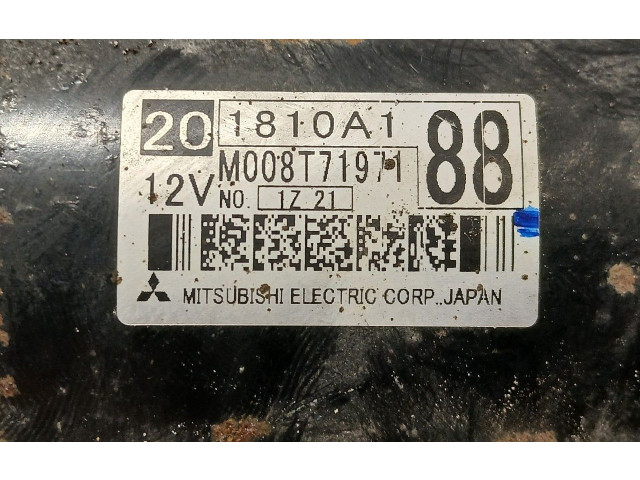 20 1810A1 88
M008T71971
12V NO. 1Z 21
MITSUBISHI ELECTRIC CORP.,JAPAN